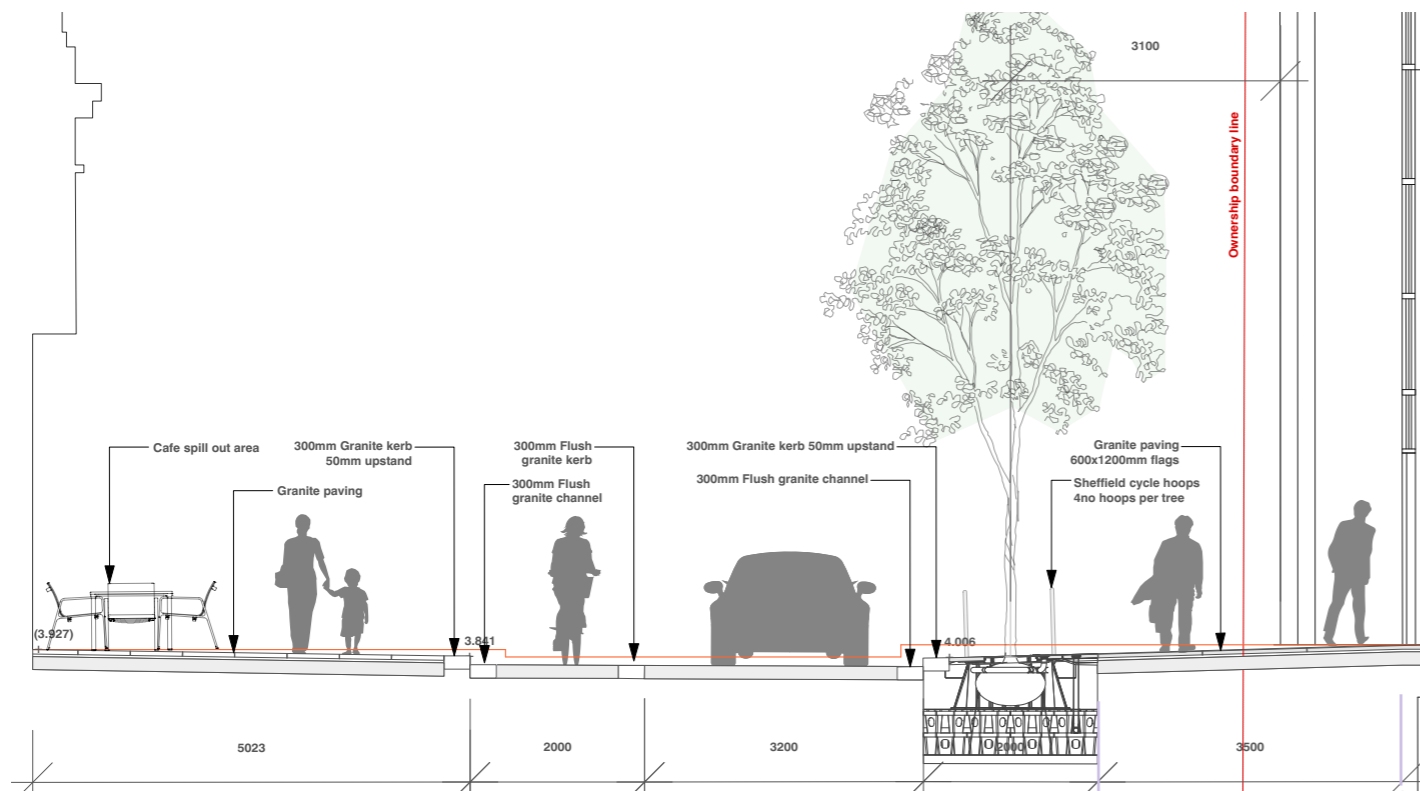 3100
Ownership boundary line
Cafe spill out area
300mm Granite kerb
50mm upstand
300mm Flush
granite kerb
300mm Granite kerb 50mm upstand
Granite paving
600x1200mm flags
Granite paving
300mm Flush
granite channel
300mm Flush granite channel
Sheffield cycle hoops
4no hoops per tree
(3.927)
3.841
4.006
5023
2000
3200
2000
3500